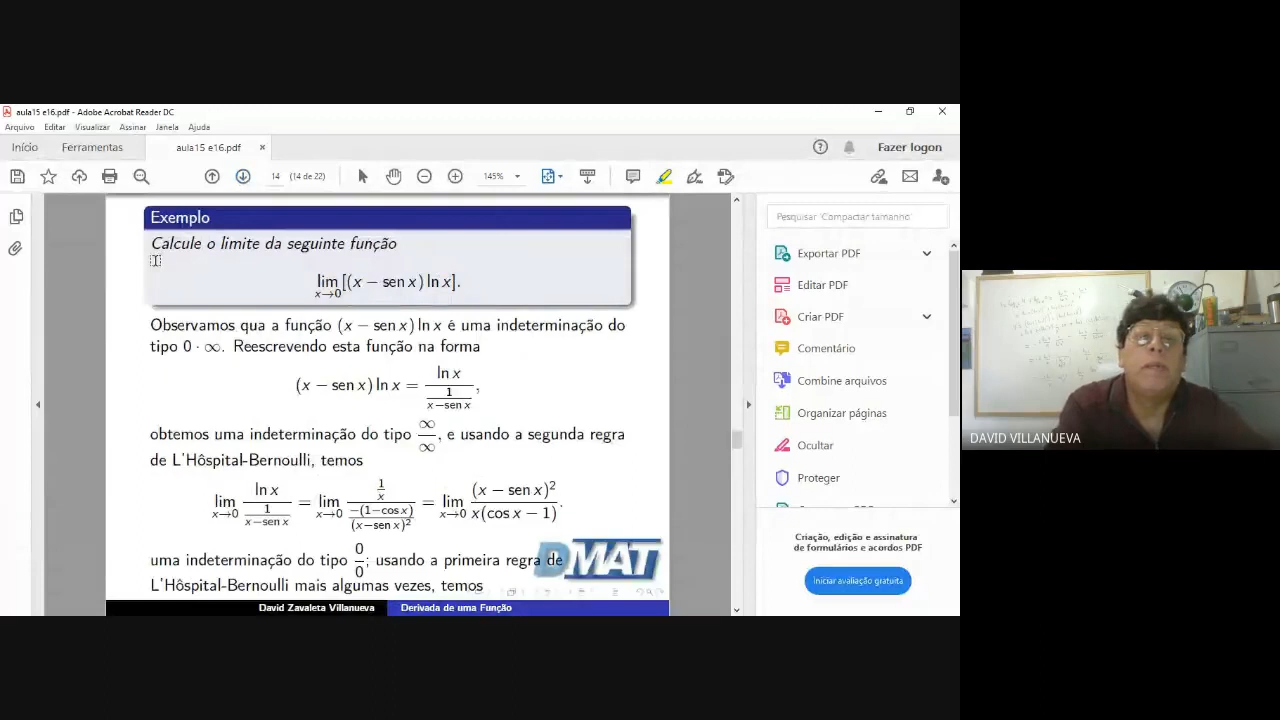 aula15 e16.pdf - Adobe Acrobat Reader DC
Arquivo Editar Visualizar Assinar Janela Ajuda
Início Ferramentas aula15 e16.pdf × Fazer logon
14 (14 de 22) 145%
Exemplo
Calcule o limite da seguinte função
lim x→0 [(x − sen x) ln x].
Observamos que a função (x − sen x) ln x é uma indeterminação do
tipo 0 · ∞. Reescrevendo esta função na forma
(x − sen x) ln x = ln x / (1/(x−sen x)),
obtemos uma indeterminação do tipo ∞/∞, e usando a segunda regra
de L'Hôspital-Bernoulli, temos
lim x→0 ln x / (1/(x−sen x)) = lim x→0 (1/x) / (−(1−cos x)/(x−sen x)²) = lim x→0 (x − sen x)² / x(cos x − 1).
uma indeterminação do tipo 0/0; usando a primeira regra de
L'Hôspital-Bernoulli mais algumas vezes, temos
DMAT
David Zavaleta Villanueva Derivada de uma Função
Pesquisar 'Compactar tamanho'
Exportar PDF
Editar PDF
Criar PDF
Comentário
Combine arquivos
Organizar páginas
Ocultar
Proteger
Criação, edição e assinatura
de formulários e acordos PDF
Iniciar avaliação gratuita
DAVID VILLANUEVA